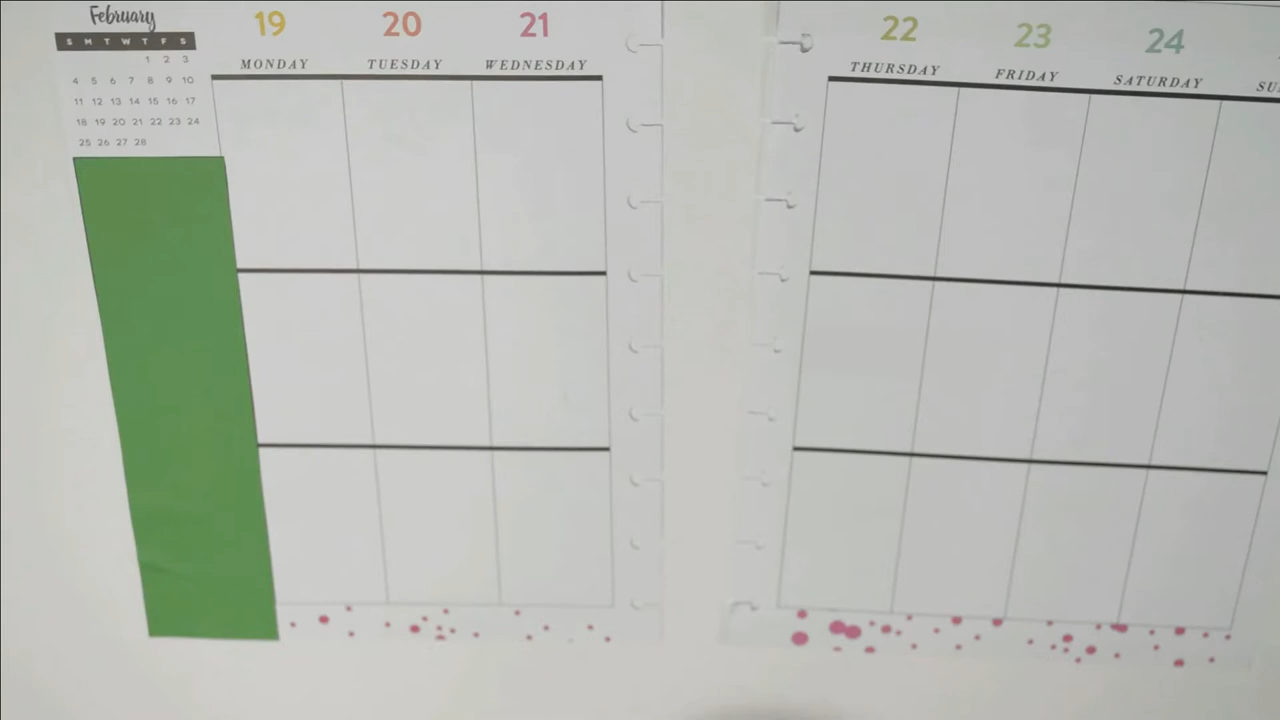 February
S M T W T F S
1 2 3
4 5 6 7 8 9 10
11 12 13 14 15 16 17
18 19 20 21 22 23 24
25 26 27 28
19 20 21
MONDAY TUESDAY WEDNESDAY
22 23 24
THURSDAY FRIDAY SATURDAY SU